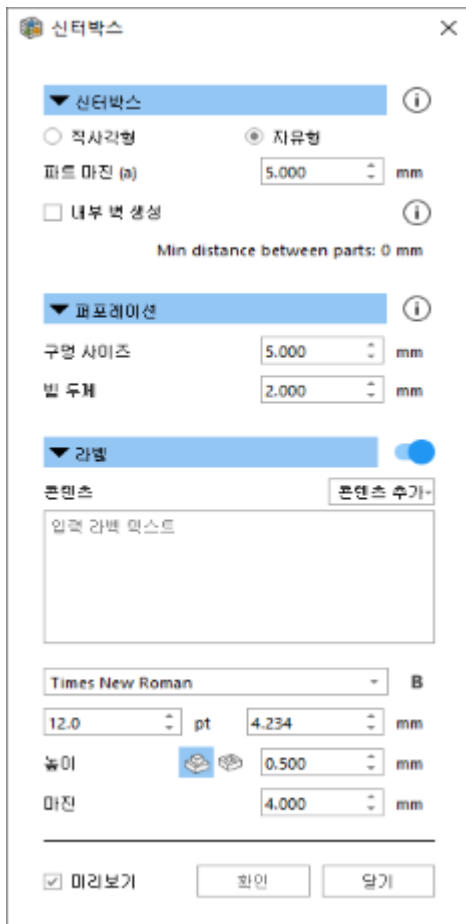 신터박스
▼ 신터박스
직사각형 자유형
파트 마진 (a) 5.000 mm
내부 벽 생성
Min distance between parts: 0 mm
▼ 퍼포레이션
구멍 사이즈 5.000 mm
빔 두께 2.000 mm
▼ 라벨
콘텐츠 콘텐츠 추가
입력 라벨 텍스트
Times New Roman B
12.0 pt 4.234 mm
높이 0.500 mm
마진 4.000 mm
미리보기 확인 닫기